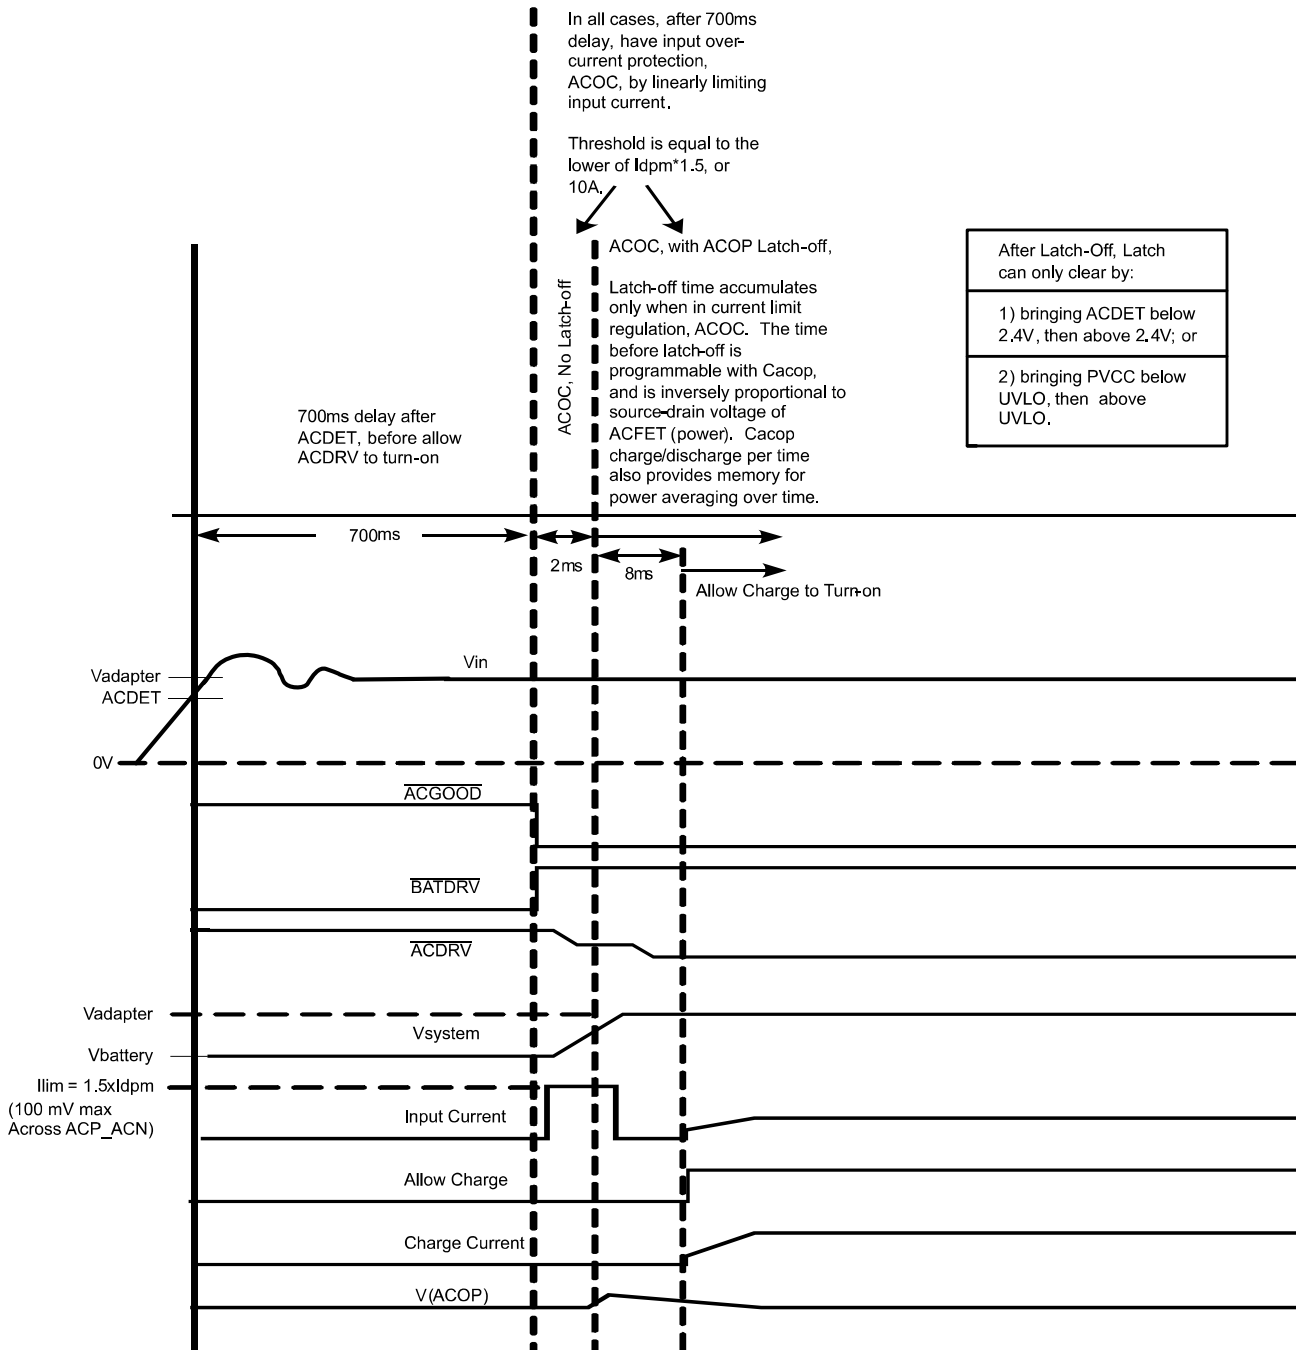 In all cases, after 700ms
delay, have input over-
current protection,
ACOC, by linearly limiting
input current.
Threshold is equal to the
lower of Idpm*1.5, or
10A.
ACOC, No Latch-off
ACOC, with ACOP Latch-off,
Latch-off time accumulates
only when in current limit
regulation, ACOC. The time
before latch-off is
programmable with Cacop,
and is inversely proportional to
source-drain voltage of
ACFET (power). Cacop
charge/discharge per time
also provides memory for
power averaging over time.
After Latch-Off, Latch
can only clear by:
1) bringing ACDET below
2.4V, then above 2.4V; or
2) bringing PVCC below
UVLO, then above
UVLO.
700ms delay after
ACDET, before allow
ACDRV to turn-on
700ms
2ms
8ms
Allow Charge to Turn-on
Vin
Vadapter
ACDET
0V
ACGOOD
BATDRV
ACDRV
Vadapter
Vsystem
Vbattery
Ilim = 1.5xIdpm
(100 mV max
Across ACP_ACN)
Input Current
Allow Charge
Charge Current
V(ACOP)